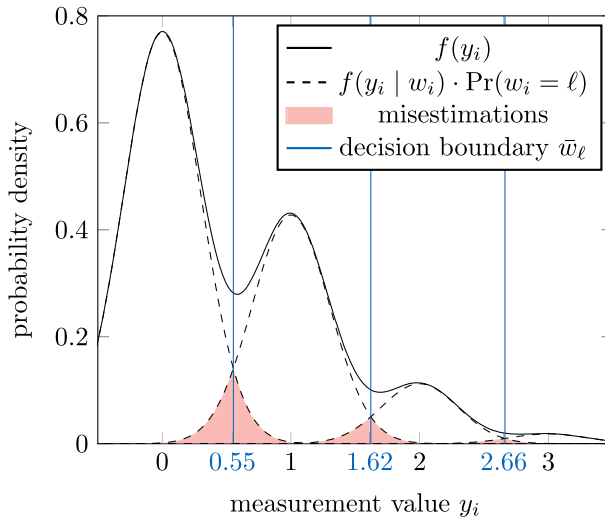 0.8
0.6
0.4
0.2
0
probability density
f(y_i)
f(y_i | w_i) · Pr(w_i = ℓ)
misestimations
decision boundary w̄_ℓ
0 0.55 1 1.62 2 2.66 3
measurement value y_i